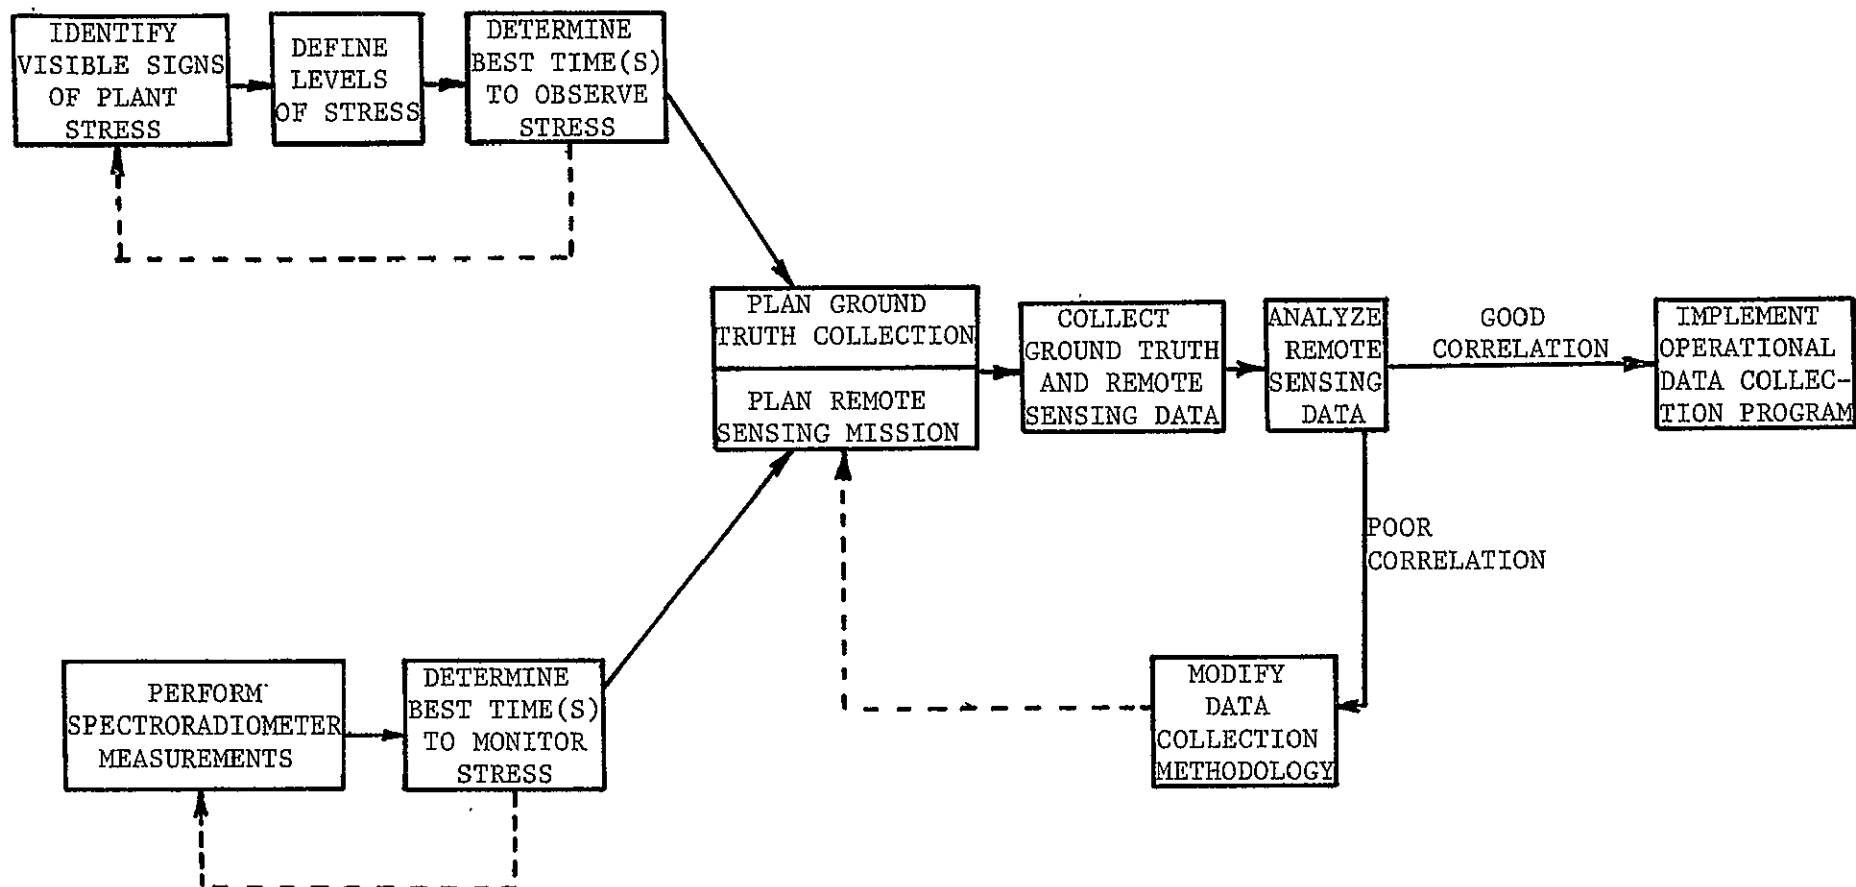 IDENTIFY
VISIBLE SIGNS
OF PLANT
STRESS
DEFINE
LEVELS
OF STRESS
DETERMINE
BEST TIME(S)
TO OBSERVE
STRESS
PLAN GROUND
TRUTH COLLECTION
PLAN REMOTE
SENSING MISSION
COLLECT
GROUND TRUTH
AND REMOTE
SENSING DATA
ANALYZE
REMOTE
SENSING
DATA
GOOD
CORRELATION
IMPLEMENT
OPERATIONAL
DATA COLLEC-
TION PROGRAM
POOR
CORRELATION
PERFORM
SPECTRORADIOMETER
MEASUREMENTS
DETERMINE
BEST TIME(S)
TO MONITOR
STRESS
MODIFY
DATA
COLLECTION
METHODOLOGY